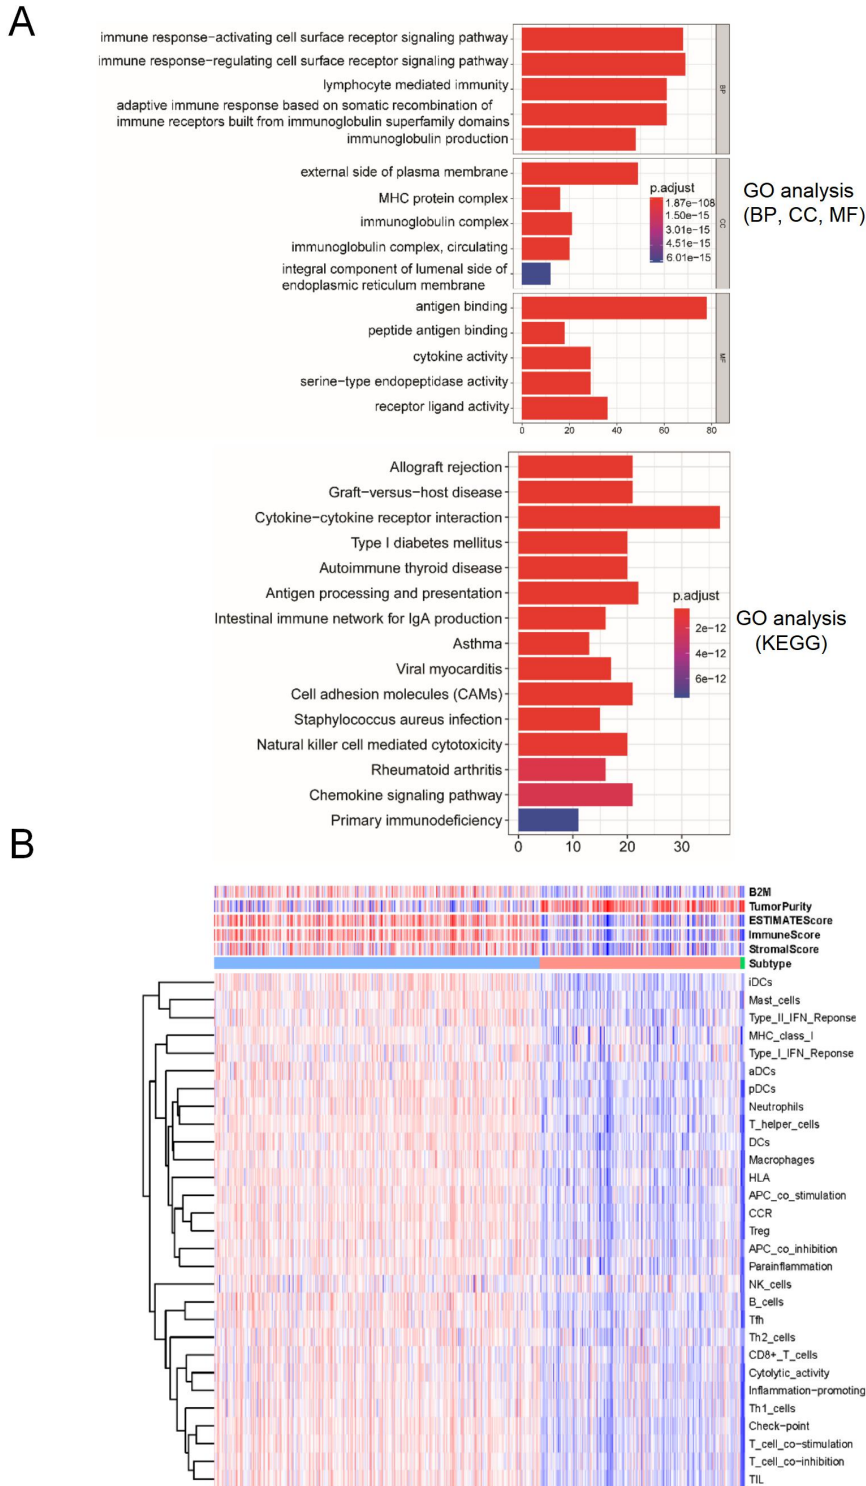 A
immune response−activating cell surface receptor signaling pathway
immune response−regulating cell surface receptor signaling pathway
lymphocyte mediated immunity
adaptive immune response based on somatic recombination of
immune receptors built from immunoglobulin superfamily domains
immunoglobulin production
BP
external side of plasma membrane
MHC protein complex
immunoglobulin complex
immunoglobulin complex, circulating
integral component of lumenal side of
endoplasmic reticulum membrane
CC
p.adjust
1.87e−108
1.50e−15
3.01e−15
4.51e−15
6.01e−15
GO analysis
(BP, CC, MF)
antigen binding
peptide antigen binding
cytokine activity
serine−type endopeptidase activity
receptor ligand activity
MF
0 20 40 60 80
Allograft rejection
Graft−versus−host disease
Cytokine−cytokine receptor interaction
Type I diabetes mellitus
Autoimmune thyroid disease
Antigen processing and presentation
Intestinal immune network for IgA production
Asthma
Viral myocarditis
Cell adhesion molecules (CAMs)
Staphylococcus aureus infection
Natural killer cell mediated cytotoxicity
Rheumatoid arthritis
Chemokine signaling pathway
Primary immunodeficiency
p.adjust
2e−12
4e−12
6e−12
GO analysis
(KEGG)
0 10 20 30
B
B2M
TumorPurity
ESTIMATEScore
ImmuneScore
StromalScore
Subtype
iDCs
Mast_cells
Type_II_IFN_Reponse
MHC_class_I
Type_I_IFN_Reponse
aDCs
pDCs
Neutrophils
T_helper_cells
DCs
Macrophages
HLA
APC_co_stimulation
CCR
Treg
APC_co_inhibition
Parainflammation
NK_cells
B_cells
Tfh
Th2_cells
CD8+_T_cells
Cytolytic_activity
Inflammation−promoting
Th1_cells
Check−point
T_cell_co−stimulation
T_cell_co−inhibition
TIL